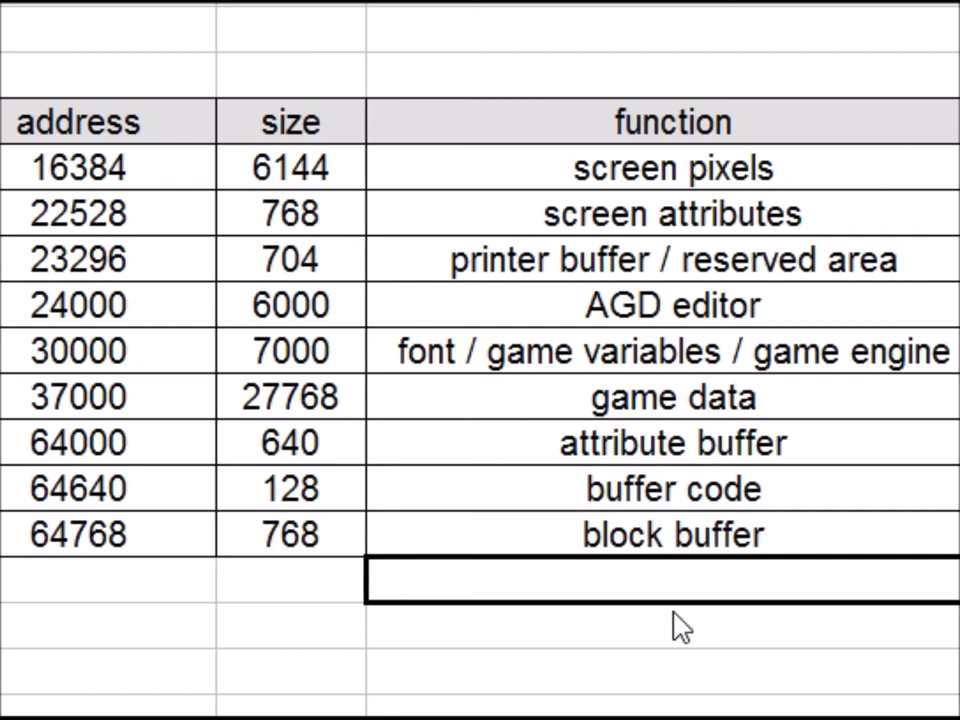 address size function
16384 6144 screen pixels
22528 768 screen attributes
23296 704 printer buffer / reserved area
24000 6000 AGD editor
30000 7000 font / game variables / game engine
37000 27768 game data
64000 640 attribute buffer
64640 128 buffer code
64768 768 block buffer